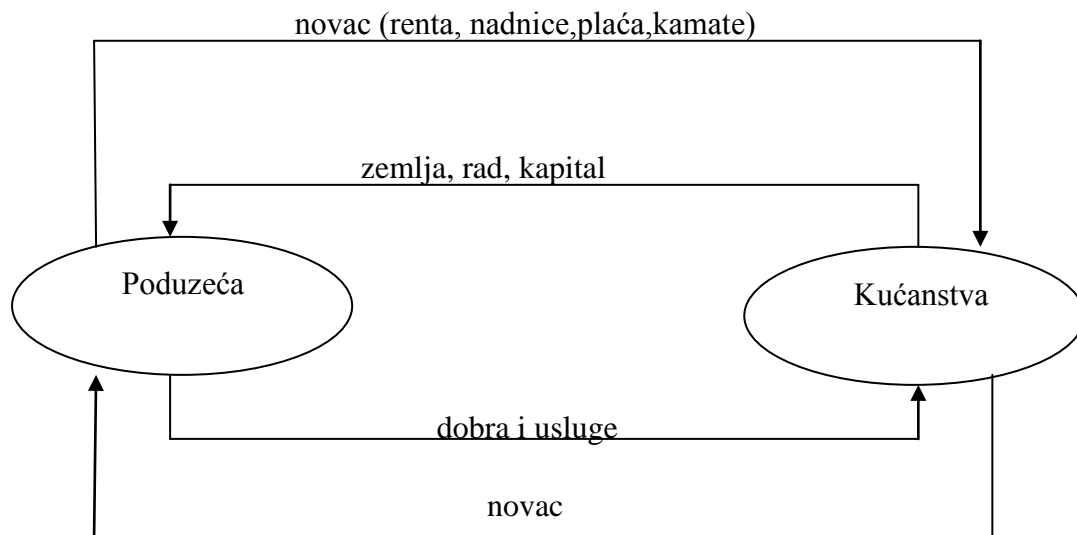 novac (renta, nadnice,plaća,kamate)
zemlja, rad, kapital
Poduzeća
Kućanstva
dobra i usluge
novac